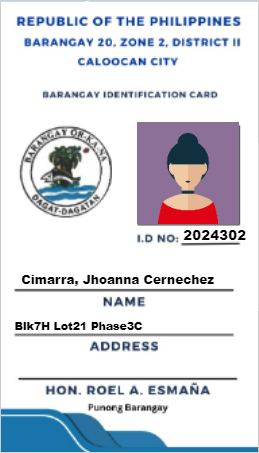 REPUBLIC OF THE PHILIPPINES
BARANGAY 20, ZONE 2, DISTRICT II
CALOOCAN CITY
BARANGAY IDENTIFICATION CARD
BARANGAY OR-KA-NA
DAGAT-DAGATAN
I.D NO: 2024302
Cimarra, Jhoanna Cernechez
NAME
Blk7H Lot21 Phase3C
ADDRESS
HON. ROEL A. ESMAÑA
Punong Barangay